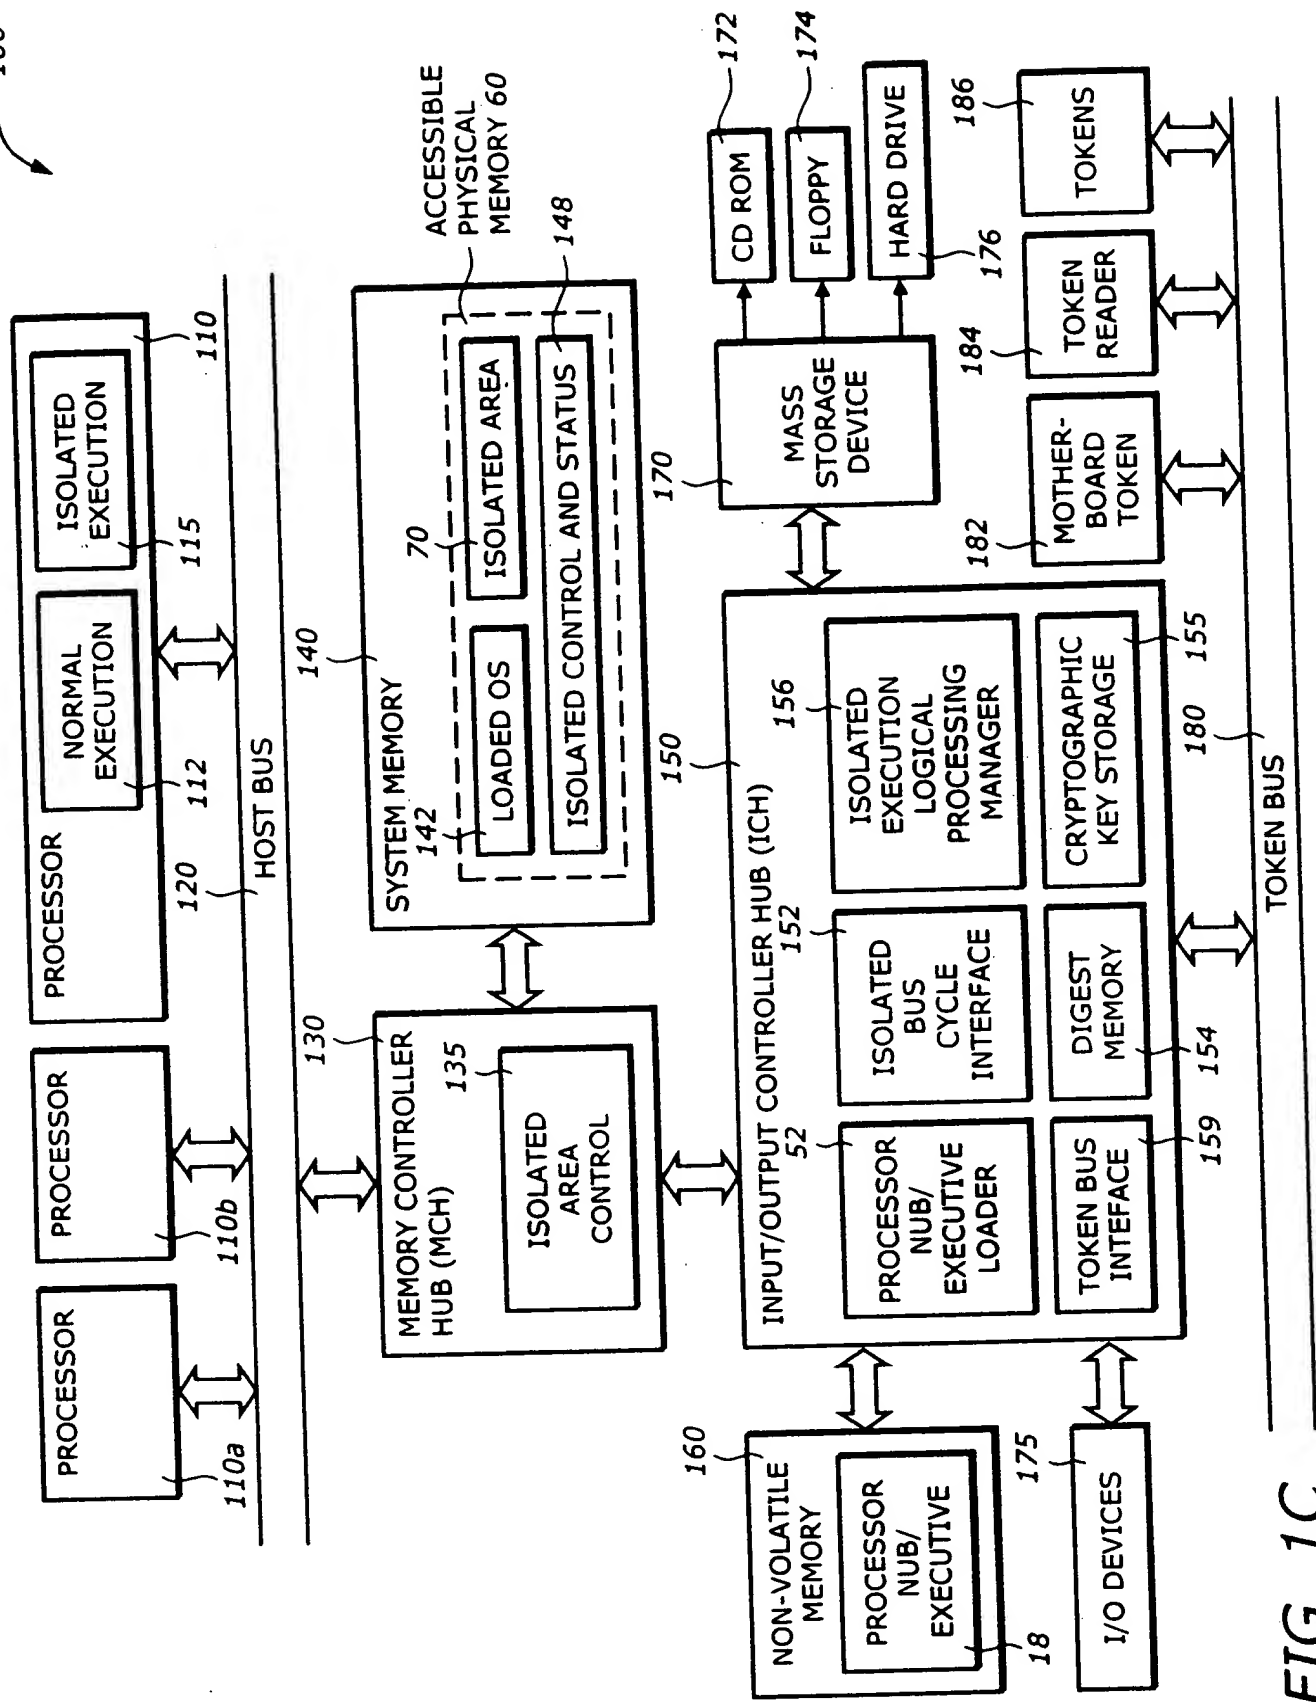 100
PROCESSOR
110a
PROCESSOR
110b
PROCESSOR
NORMAL
EXECUTION
112
ISOLATED
EXECUTION
115
110
120
HOST BUS
130
MEMORY CONTROLLER
HUB (MCH)
135
ISOLATED
AREA
CONTROL
140
SYSTEM MEMORY
142
LOADED OS
70
ISOLATED AREA
ISOLATED CONTROL AND STATUS
148
ACCESSIBLE
PHYSICAL
MEMORY 60
150
INPUT/OUTPUT CONTROLLER HUB (ICH)
52
PROCESSOR
NUB/
EXECUTIVE
LOADER
152
ISOLATED
BUS
CYCLE
INTERFACE
156
ISOLATED
EXECUTION
LOGICAL
PROCESSING
MANAGER
TOKEN BUS
INTEFACE
159
DIGEST
MEMORY
154
CRYPTOGRAPHIC
KEY STORAGE
155
160
NON-VOLATILE
MEMORY
PROCESSOR
NUB/
EXECUTIVE
18
175
I/O DEVICES
170
MASS
STORAGE
DEVICE
CD ROM
172
FLOPPY
174
HARD DRIVE
176
180
TOKEN BUS
182
MOTHER-
BOARD
TOKEN
184
TOKEN
READER
186
TOKENS
FIG. 1C